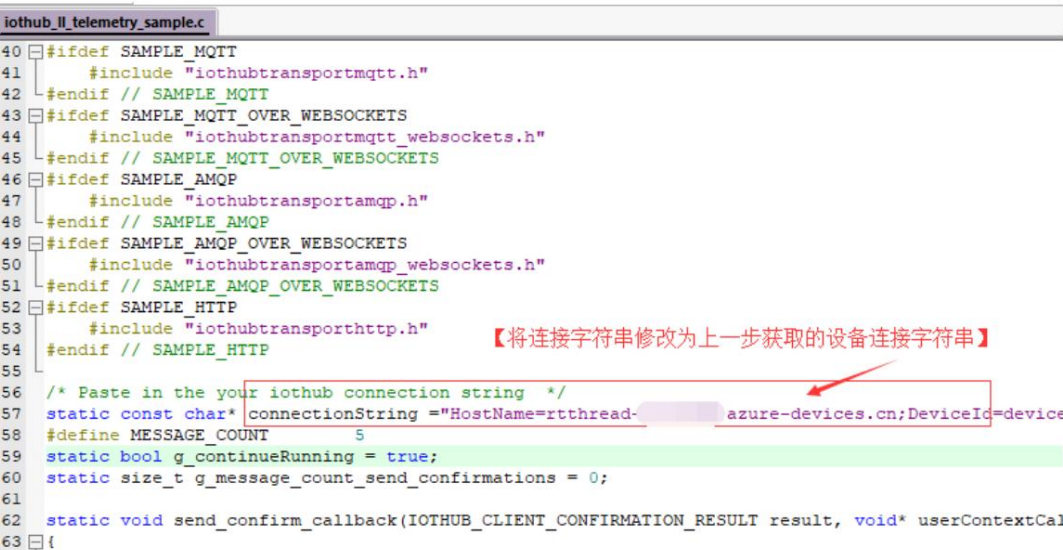 iothub_ll_telemetry_sample.c
40 #ifdef SAMPLE_MQTT
41 #include "iothubtransportmqtt.h"
42 #endif // SAMPLE_MQTT
43 #ifdef SAMPLE_MQTT_OVER_WEBSOCKETS
44 #include "iothubtransportmqtt_websockets.h"
45 #endif // SAMPLE_MQTT_OVER_WEBSOCKETS
46 #ifdef SAMPLE_AMQP
47 #include "iothubtransportamqp.h"
48 #endif // SAMPLE_AMQP
49 #ifdef SAMPLE_AMQP_OVER_WEBSOCKETS
50 #include "iothubtransportamqp_websockets.h"
51 #endif // SAMPLE_AMQP_OVER_WEBSOCKETS
52 #ifdef SAMPLE_HTTP
53 #include "iothubtransporthttp.h"
【将连接字符串修改为上一步获取的设备连接字符串】
54 #endif // SAMPLE_HTTP
55
56 /* Paste in the your iothub connection string */
57 static const char* connectionString ="HostName=rtthread- azure-devices.cn;DeviceId=device
58 #define MESSAGE_COUNT 5
59 static bool g_continueRunning = true;
60 static size_t g_message_count_send_confirmations = 0;
61
62 static void send_confirm_callback(IOTHUB_CLIENT_CONFIRMATION_RESULT result, void* userContextCal
63 {